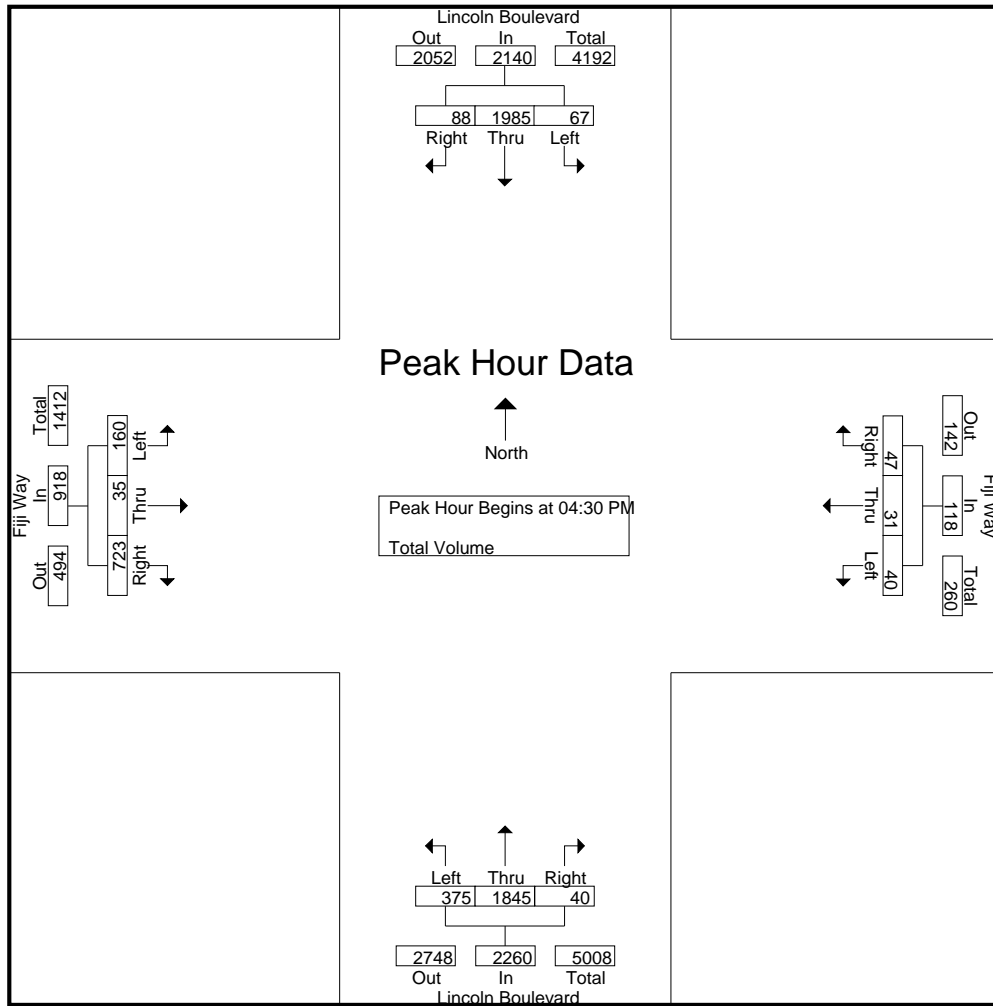 Lincoln Boulevard
Out In Total
2052 2140 4192
88 1985 67
Right Thru Left
Peak Hour Data
North
Peak Hour Begins at 04:30 PM
Total Volume
Fiji Way
Total In Out
1412 918 494
160 35 723
Left Thru Right
Right Thru Left
47 31 40
Out In Total
142 118 260
Fiji Way
Left Thru Right
375 1845 40
2748 2260 5008
Out In Total
Lincoln Boulevard